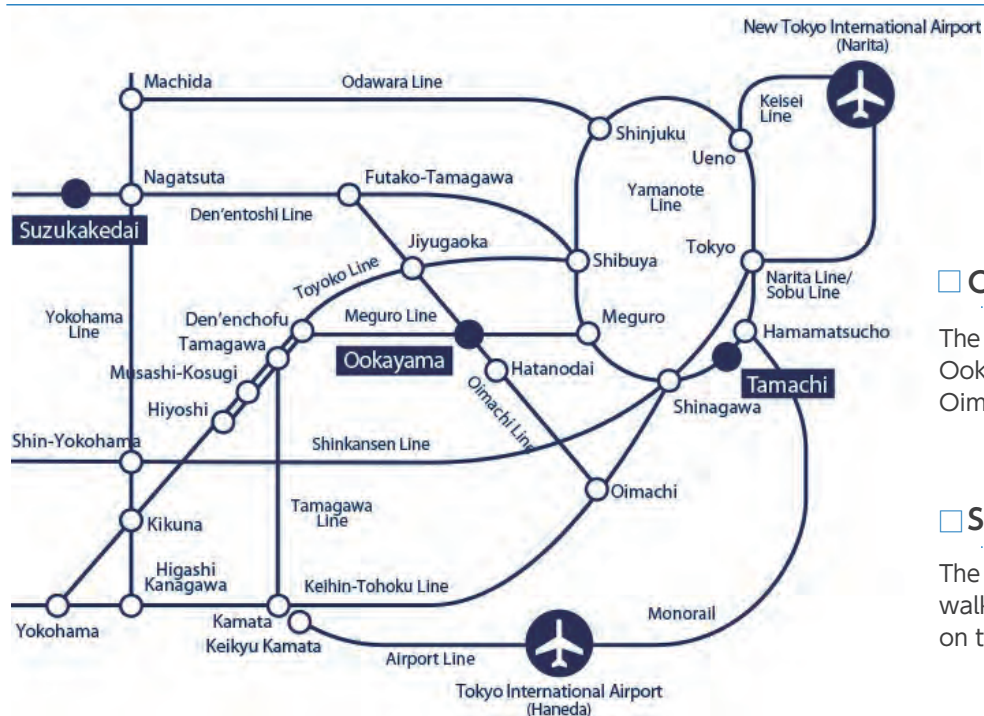 New Tokyo International Airport
(Narita)
Machida
Odawara Line
Keisei
Line
Shinjuku
Ueno
Nagatsuta
Futako-Tamagawa
Yamanote
Line
Den'entoshi Line
Suzukakedai
Jiyugaoka
Tokyo
Toyoko Line
Shibuya
Narita Line/
Sobu Line
Yokohama
Line
Den'enchofu
Meguro Line
Meguro
Hamamatsucho
Tamagawa
Ookayama
Hatanodai
Tamachi
Musashi-Kosugi
Oimachi Line
Shinagawa
Hiyoshi
Shin-Yokohama
Shinkansen Line
Oimachi
Tamagawa
Line
Kikuna
Higashi
Kanagawa
Keihin-Tohoku Line
Monorail
Yokohama
Kamata
Keikyu Kamata
Airport Line
Tokyo International Airport
(Haneda)
The
Ook
Oim
S
The
walk
on t